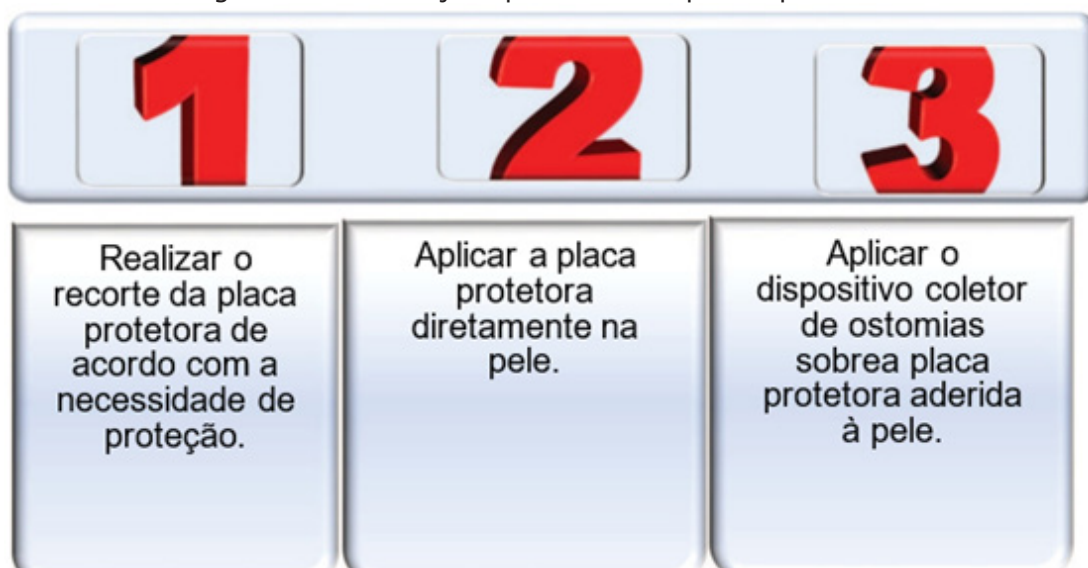 1
2
3
Realizar o
recorte da placa
protetora de
acordo com a
necessidade de
proteção.
Aplicar a placa
protetora
diretamente na
pele.
Aplicar o
dispositivo coletor
de ostomias
sobrea placa
protetora aderida
à pele.